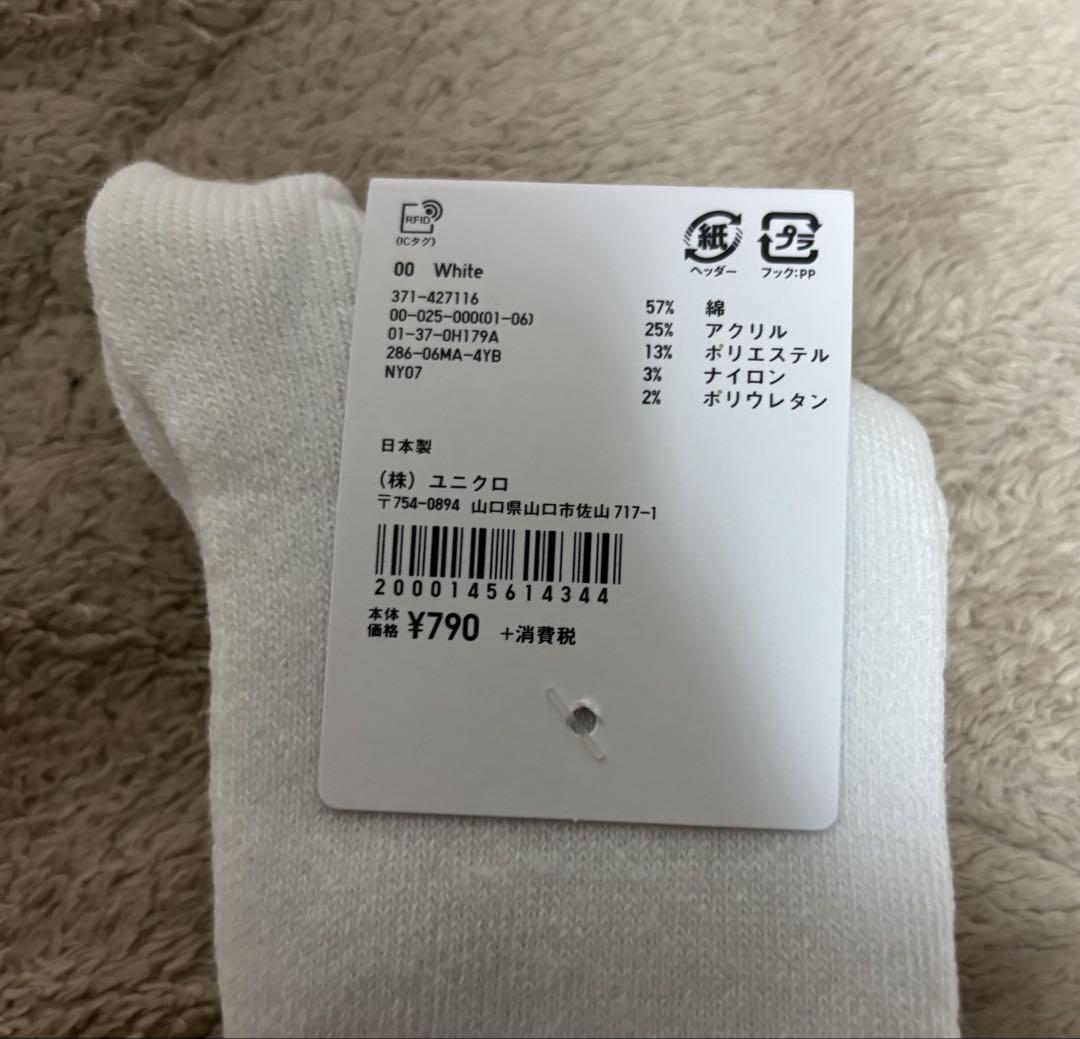 RFID
(ICタグ)
00 White
371-427116
00-025-000(01-06)
01-37-0H179A
286-06MA-4YB
NY07
紙
ヘッダー
プラ
フック:PP
57% 綿
25% アクリル
13% ポリエステル
3% ナイロン
2% ポリウレタン
日本製
(株)ユニクロ
〒754-0894 山口県山口市佐山717-1
2000145614344
本体価格 ¥790 +消費税